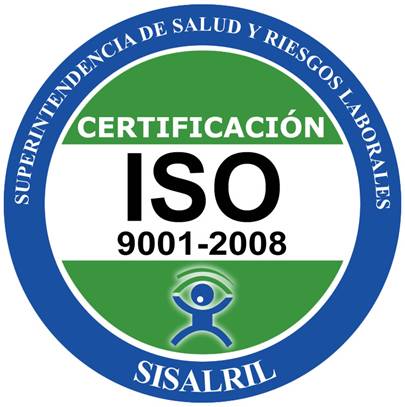 SUPERINTENDENCIA DE SALUD Y RIESGOS LABORALES
CERTIFICACIÓN
ISO
9001-2008
SISALRIL